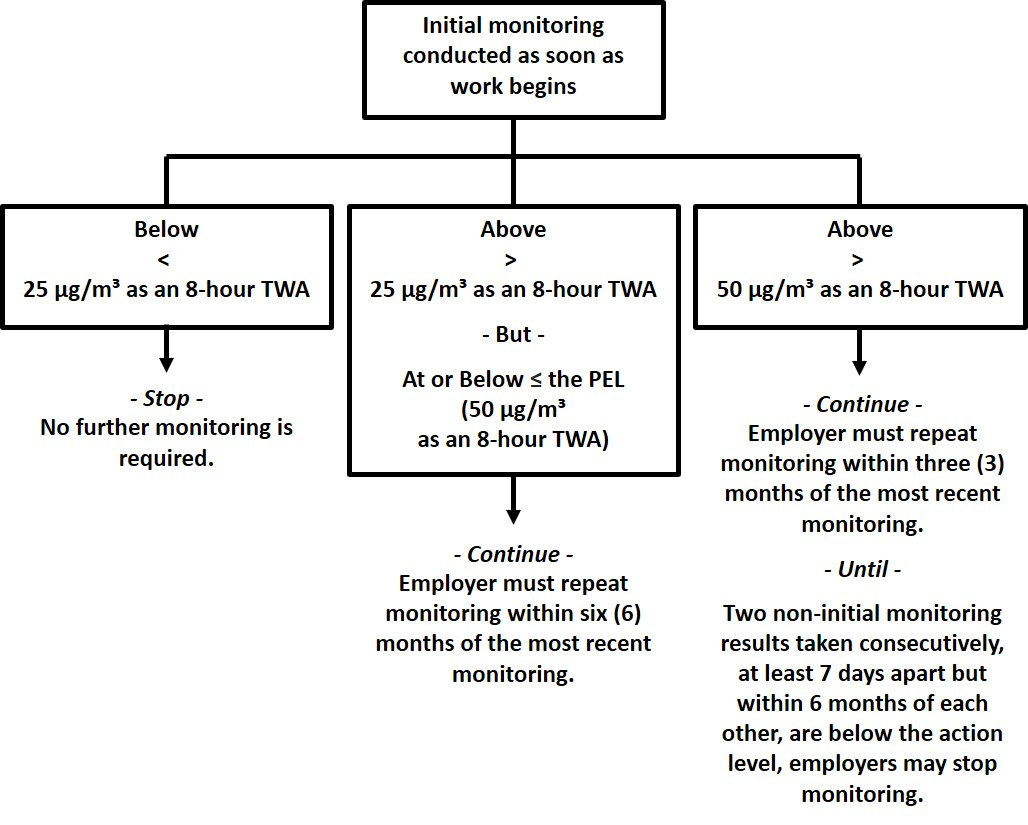 Initial monitoring
conducted as soon as
work begins
Below
<
25 µg/m³ as an 8-hour TWA
- Stop -
No further monitoring is
required.
Above
>
25 µg/m³ as an 8-hour TWA
- But -
At or Below ≤ the PEL
(50 µg/m³
as an 8-hour TWA)
- Continue -
Employer must repeat
monitoring within six (6)
months of the most recent
monitoring.
Above
>
50 µg/m³ as an 8-hour TWA
- Continue -
Employer must repeat
monitoring within three (3)
months of the most recent
monitoring.
- Until -
Two non-initial monitoring
results taken consecutively,
at least 7 days apart but
within 6 months of each
other, are below the action
level, employers may stop
monitoring.